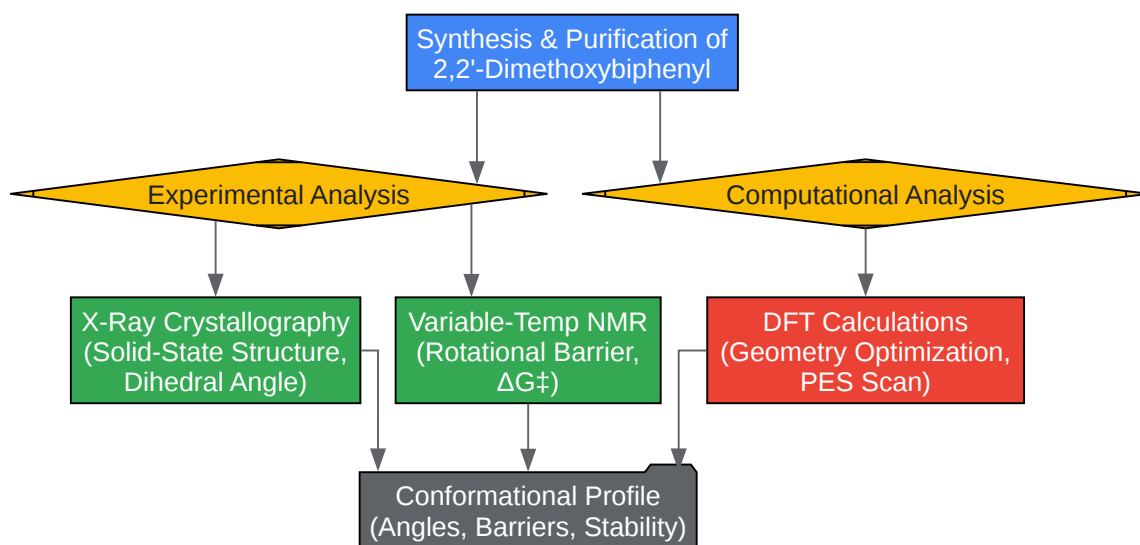 Synthesis & Purification of
2,2'-Dimethoxybiphenyl
Experimental Analysis
Computational Analysis
X-Ray Crystallography
(Solid-State Structure,
Dihedral Angle)
Variable-Temp NMR
(Rotational Barrier,
ΔG‡)
DFT Calculations
(Geometry Optimization,
PES Scan)
Conformational Profile
(Angles, Barriers, Stability)